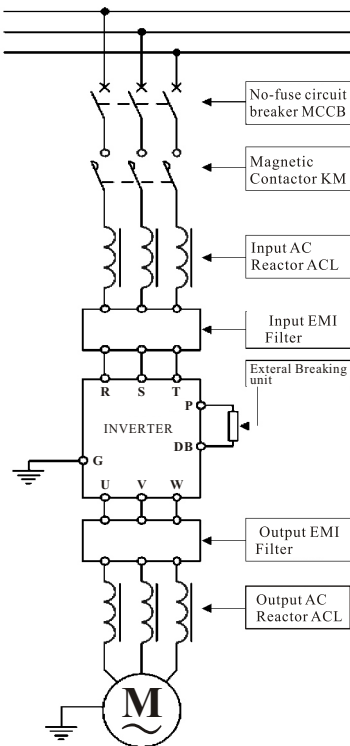 No-fuse circuit
breaker MCCB
Magnetic
Contactor KM
Input AC
Reactor ACL
Input EMI
Filter
Exteral Breaking
unit
R S T
P
INVERTER
DB
G
U V W
Output EMI
Filter
Output AC
Reactor ACL
M